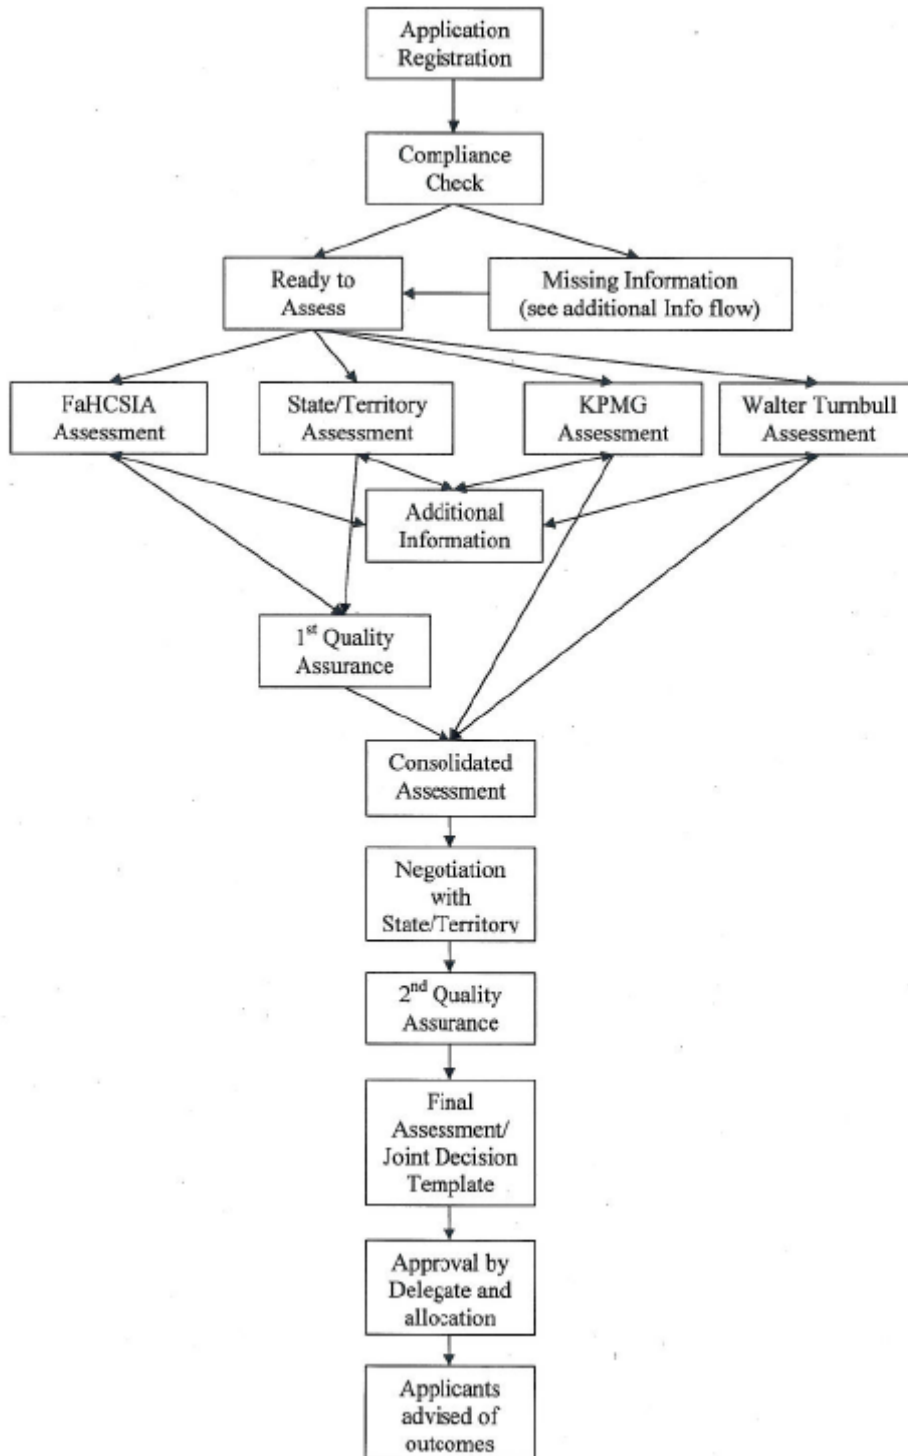 Application
Registration
Compliance
Check
Ready to
Assess
Missing Information
(see additional Info flow)
FaHCSIA
Assessment
State/Territory
Assessment
KPMG
Assessment
Walter Turnbull
Assessment
Additional
Information
1st Quality
Assurance
Consolidated
Assessment
Negotiation
with
State/Territory
2nd Quality
Assurance
Final
Assessment/
Joint Decision
Template
Approval by
Delegate and
allocation
Applicants
advised of
outcomes